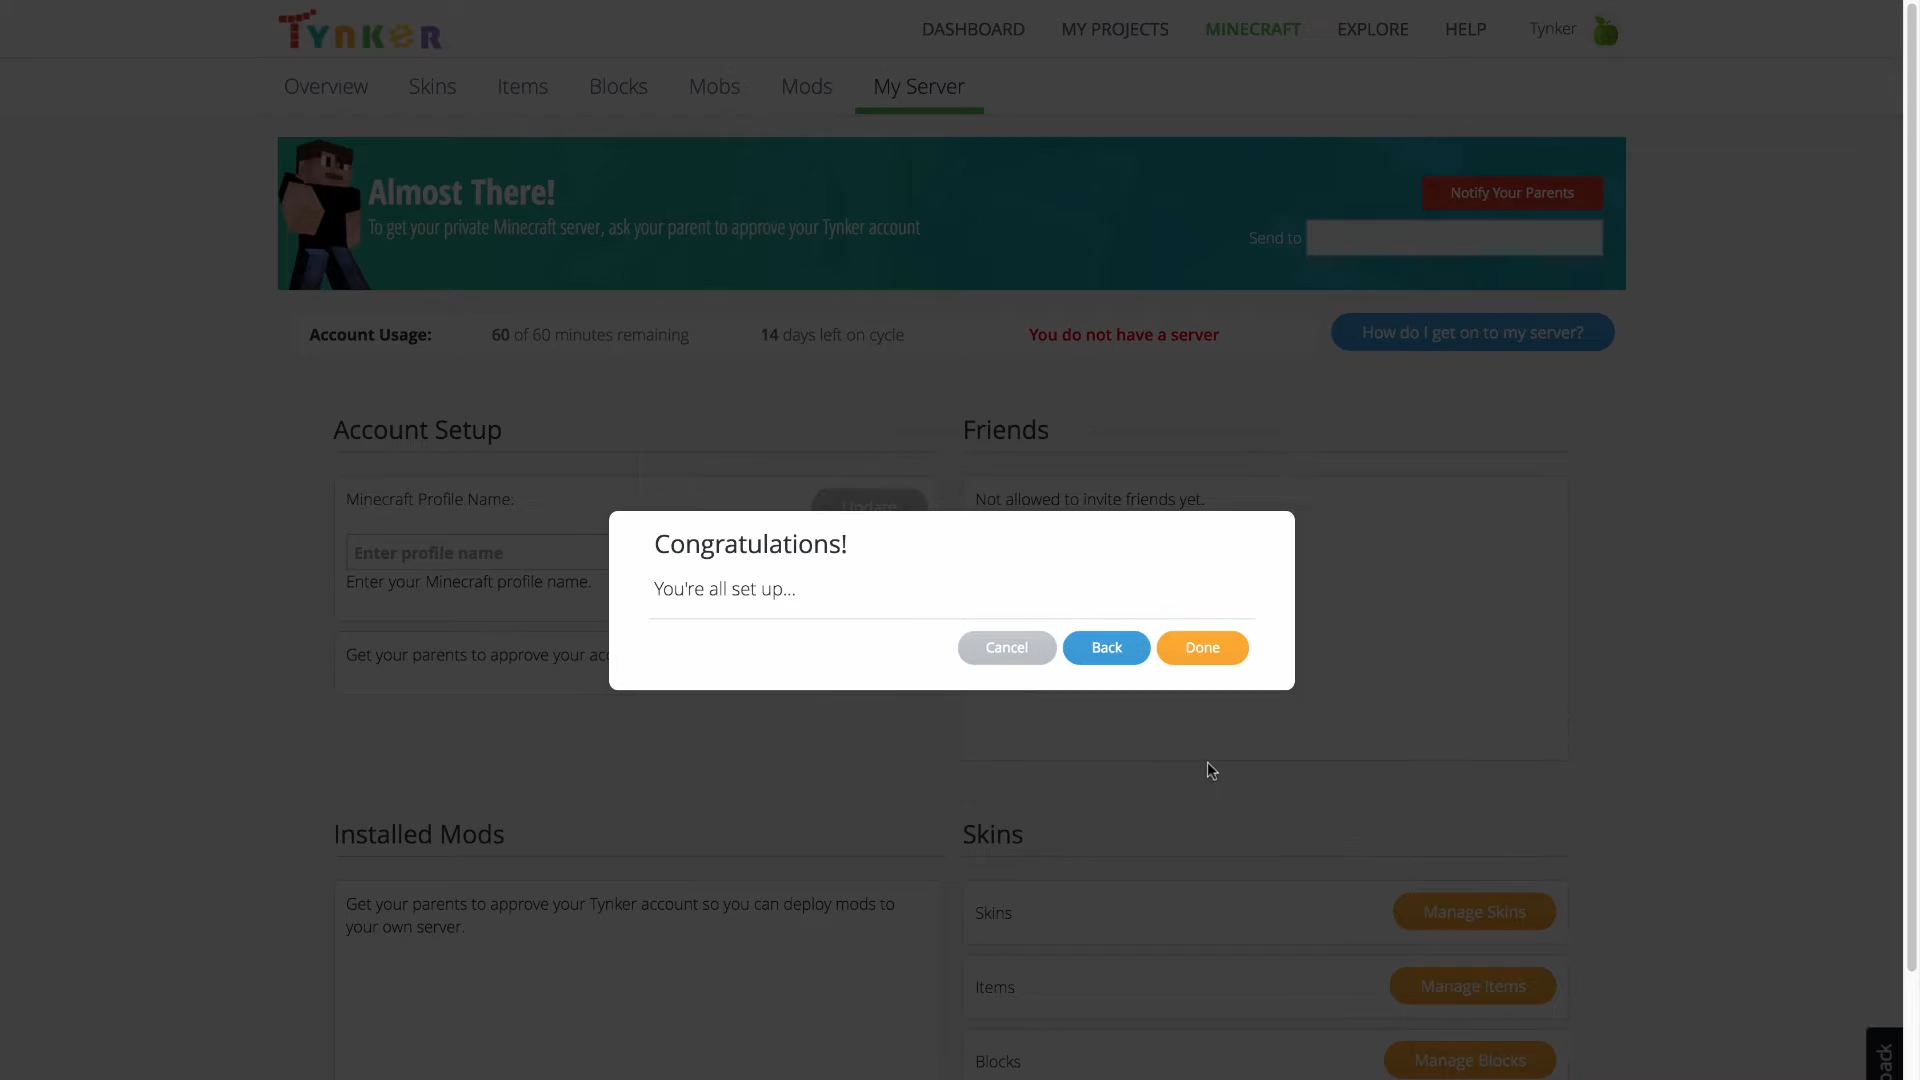 TYNKER
DASHBOARD MY PROJECTS MINECRAFT EXPLORE HELP Tynker
Overview Skins Items Blocks Mobs Mods My Server
Almost There!
To get your private Minecraft server, ask your parent to approve your Tynker account
Notify Your Parents
Send to
Account Usage: 60 of 60 minutes remaining 14 days left on cycle You do not have a server How do I get on to my server?
Account Setup
Minecraft Profile Name:
Update
Enter profile name
Enter your Minecraft profile name.
Get your parents to approve your
Friends
Not allowed to invite friends yet.
Congratulations!
You're all set up...
Cancel Back Done
Installed Mods
Get your parents to approve your Tynker account so you can deploy mods to
your own server.
Skins
Skins Manage Skins
Items Manage Items
Blocks Manage Blocks